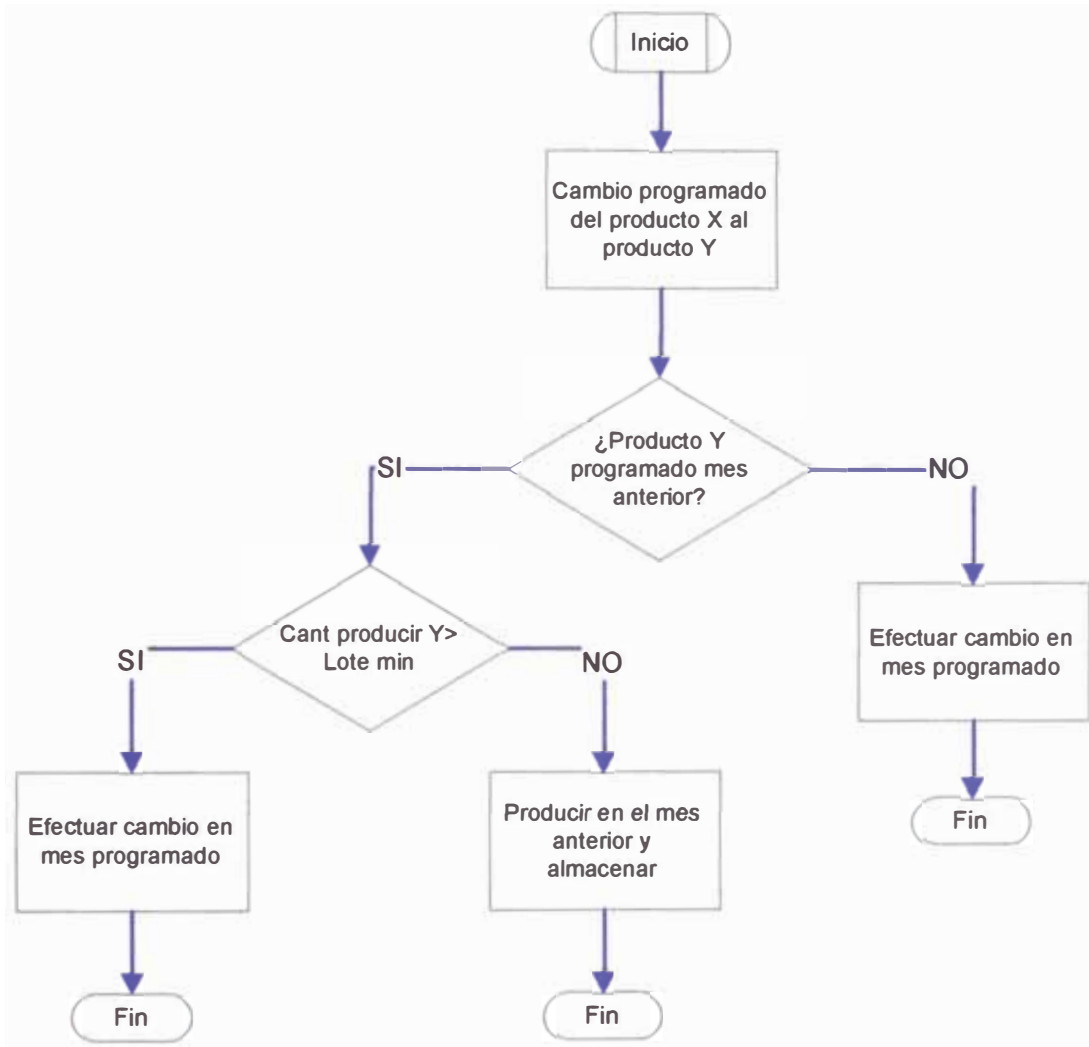 Inicio
Cambio programado
del producto X al
producto Y
¿Producto Y
programado mes
anterior?
SI
NO
Cant producir Y>
Lote min
SI
NO
Efectuar cambio en
mes programado
Efectuar cambio en
mes programado
Producir en el mes
anterior y
almacenar
Fin
Fin
Fin